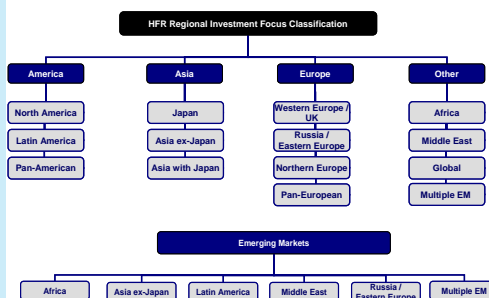 HFR Regional Investment Focus Classification
America
Asia
Europe
Other
North America
Japan
Western Europe /
UK
Africa
Latin America
Asia ex-Japan
Russia /
Eastern Europe
Middle East
Pan-American
Asia with Japan
Northern Europe
Global
Pan-European
Multiple EM
Emerging Markets
Africa
Asia ex-Japan
Latin America
Middle East
Russia /
Eastern Europe
Multiple EM